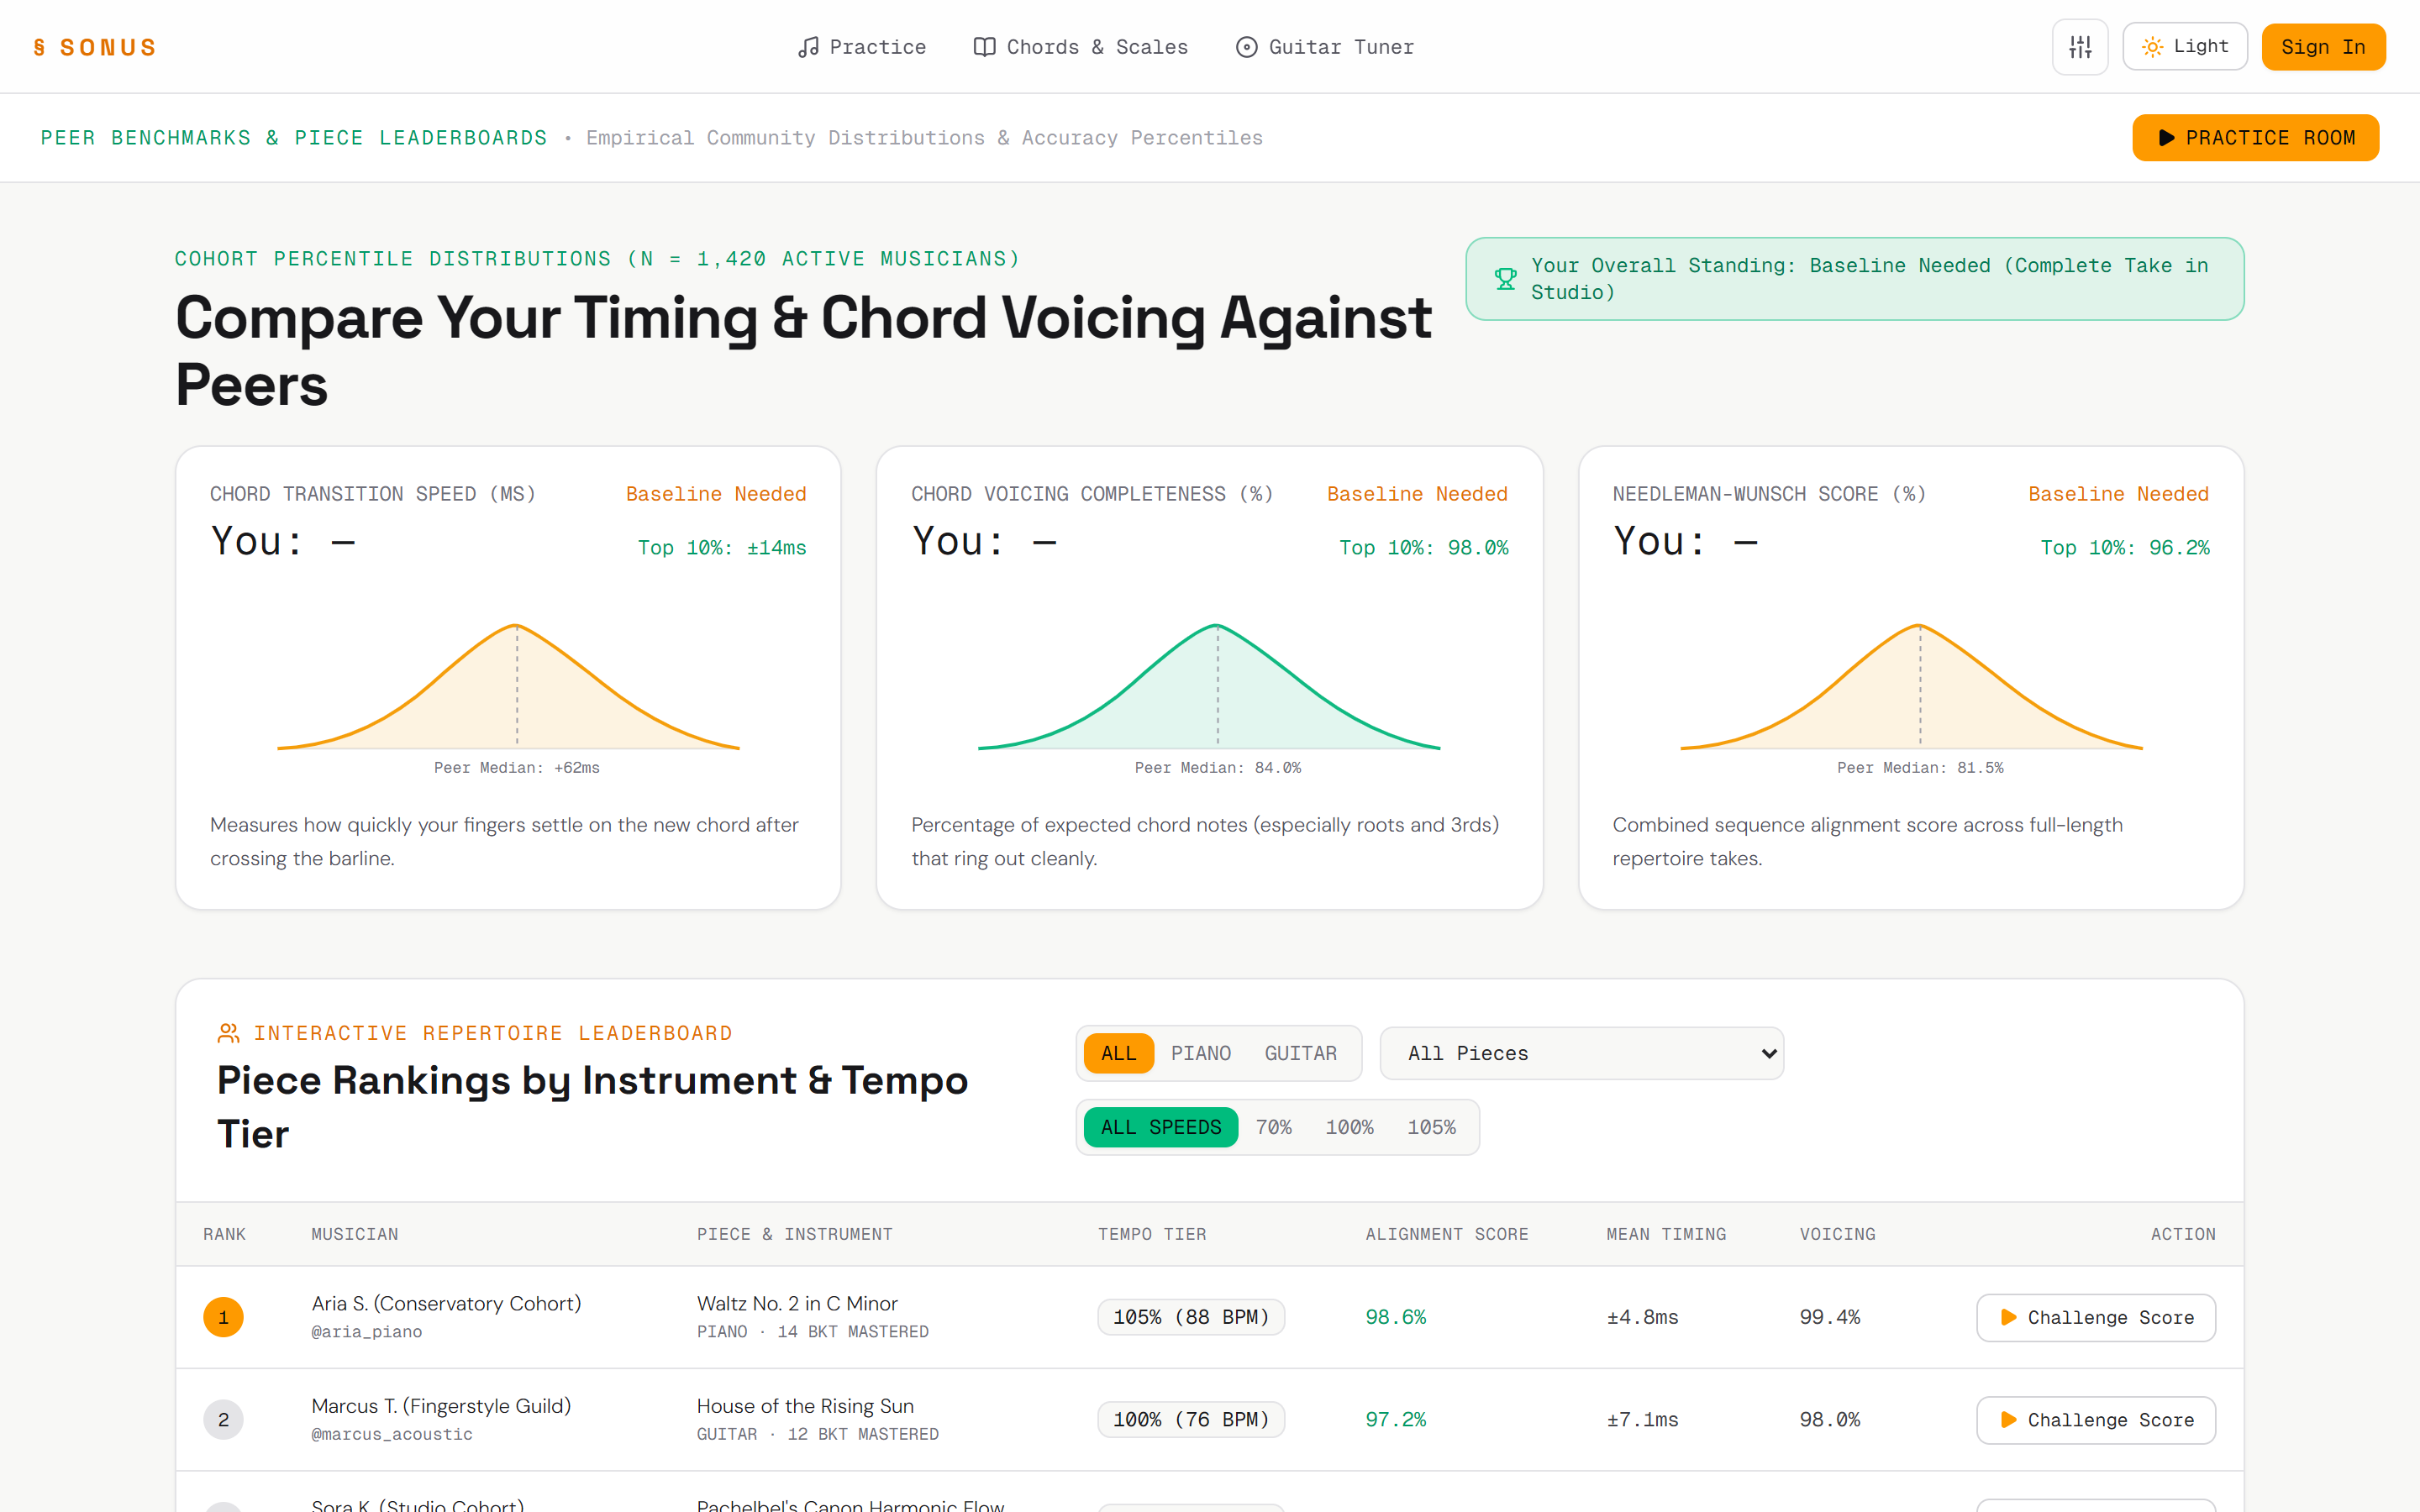 § SONUS
Practice
Chords & Scales
Guitar Tuner
Light
Sign In
PEER BENCHMARKS & PIECE LEADERBOARDS • Empirical Community Distributions & Accuracy Percentiles
PRACTICE ROOM
COHORT PERCENTILE DISTRIBUTIONS (N = 1,420 ACTIVE MUSICIANS)
Compare Your Timing & Chord Voicing Against
Peers
Your Overall Standing: Baseline Needed (Complete Take in
Studio)
CHORD TRANSITION SPEED (MS)
Baseline Needed
You: —
Top 10%: ±14ms
Peer Median: +62ms
Measures how quickly your fingers settle on the new chord after
crossing the barline.
CHORD VOICING COMPLETENESS (%)
Baseline Needed
You: —
Top 10%: 98.0%
Peer Median: 84.0%
Percentage of expected chord notes (especially roots and 3rds)
that ring out cleanly.
NEEDLEMAN-WUNSCH SCORE (%)
Baseline Needed
You: —
Top 10%: 96.2%
Peer Median: 81.5%
Combined sequence alignment score across full-length
repertoire takes.
INTERACTIVE REPERTOIRE LEADERBOARD
Piece Rankings by Instrument & Tempo
Tier
ALL PIANO GUITAR
All Pieces
ALL SPEEDS 70% 100% 105%
RANK MUSICIAN PIECE & INSTRUMENT TEMPO TIER ALIGNMENT SCORE MEAN TIMING VOICING ACTION
1
Aria S. (Conservatory Cohort)
@aria_piano
Waltz No. 2 in C Minor
PIANO · 14 BKT MASTERED
105% (88 BPM)
98.6%
±4.8ms
99.4%
Challenge Score
2
Marcus T. (Fingerstyle Guild)
@marcus_acoustic
House of the Rising Sun
GUITAR · 12 BKT MASTERED
100% (76 BPM)
97.2%
±7.1ms
98.0%
Challenge Score
Sora K. (Studio Cohort)
Pachelbel's Canon Harmonic Flow